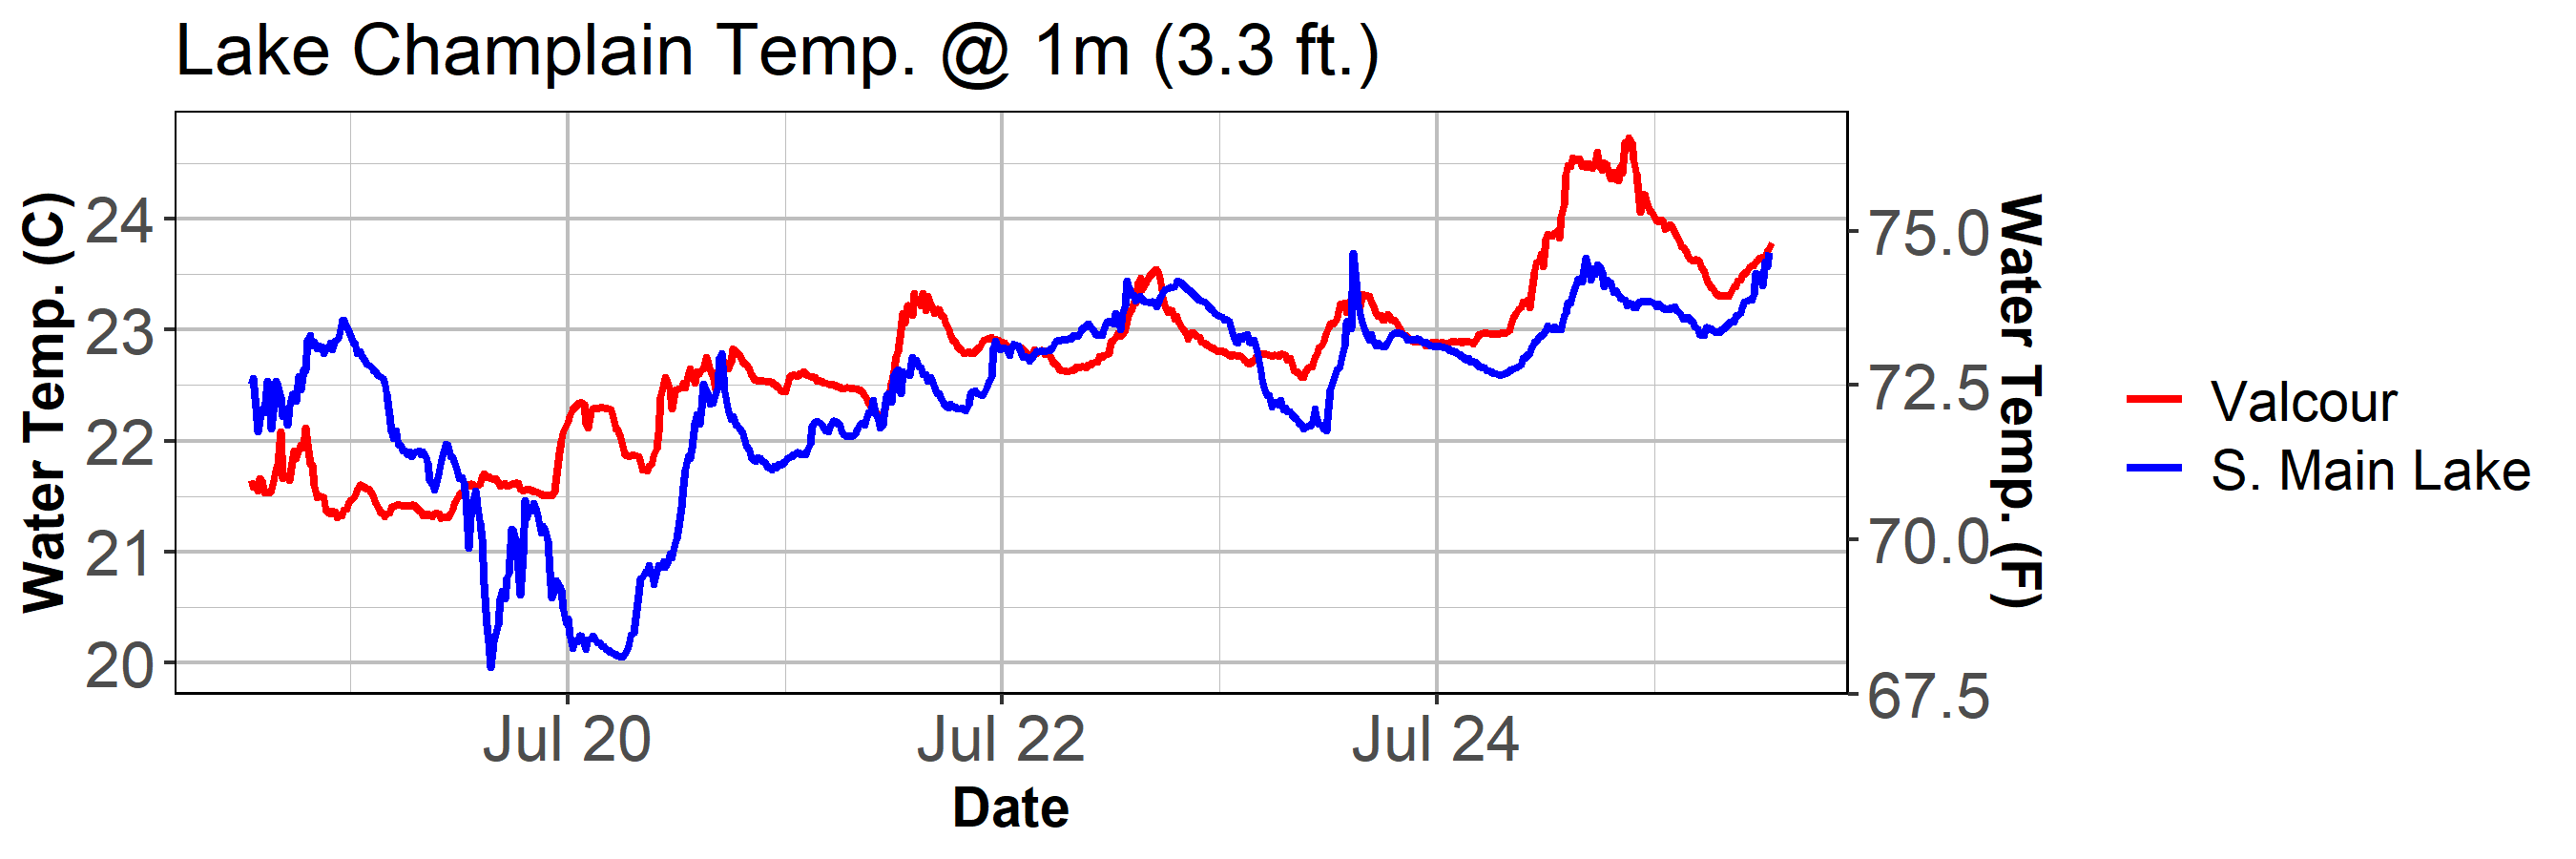 Lake Champlain Temp. @ 1m (3.3 ft.)
Water Temp. (C)
24
23
22
21
20
75.0
72.5
70.0
67.5
Water Temp. (F)
Jul 20
Jul 22
Jul 24
Date
Valcour
S. Main Lake